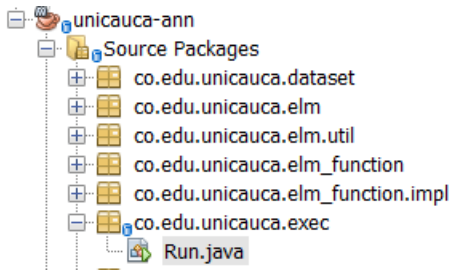 unicauca-ann
Source Packages
co.edu.unicauca.dataset
co.edu.unicauca.elm
co.edu.unicauca.elm.util
co.edu.unicauca.elm_function
co.edu.unicauca.elm_function.impl
co.edu.unicauca.exec
Run.java